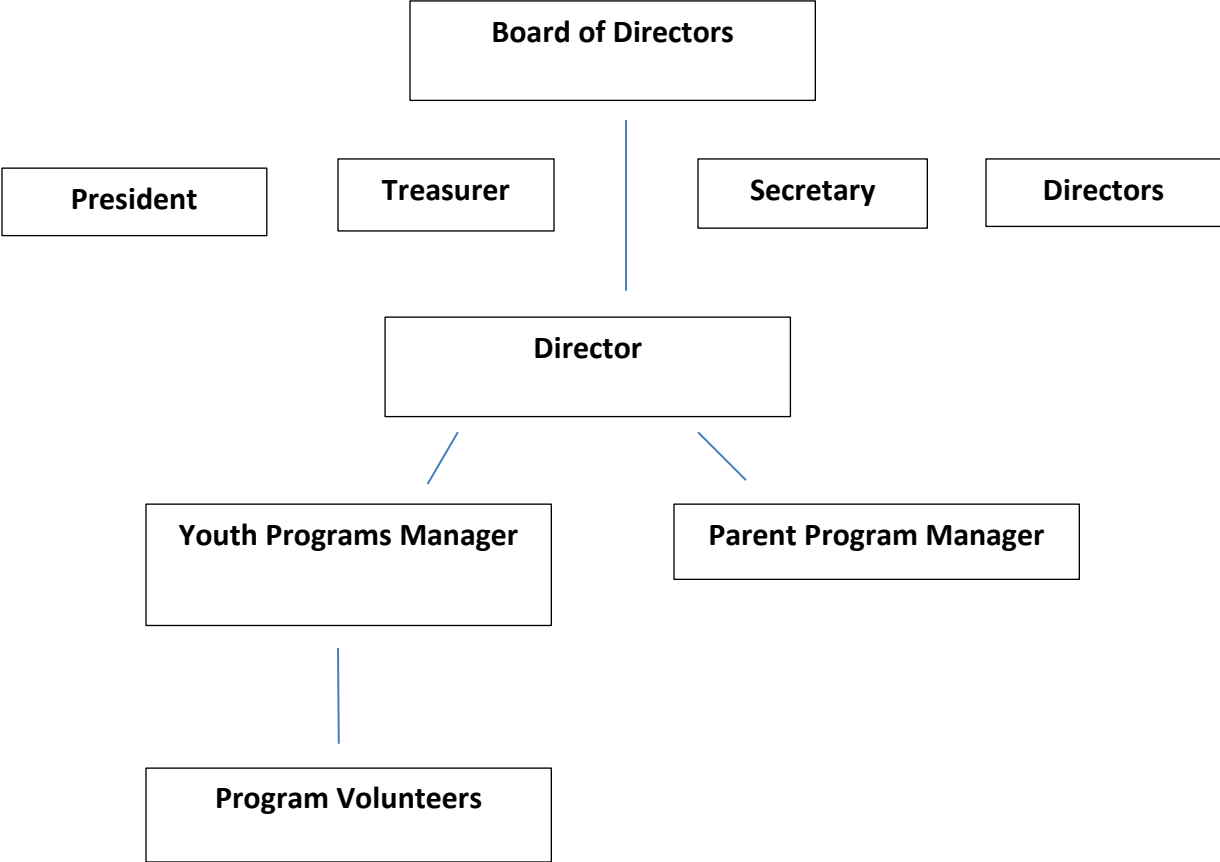 Board of Directors
President
Treasurer
Secretary
Directors
Director
Youth Programs Manager
Parent Program Manager
Program Volunteers